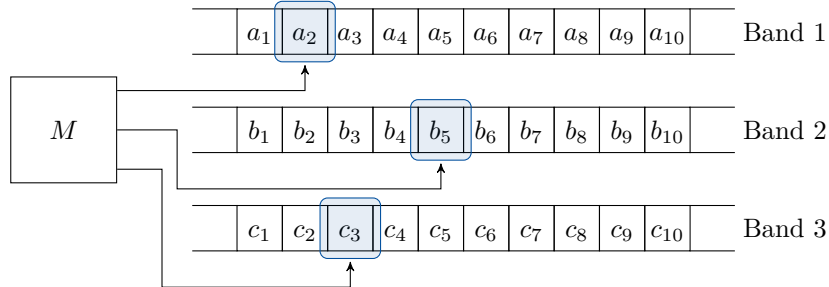 a₁ a₂ a₃ a₄ a₅ a₆ a₇ a₈ a₉ a₁₀ Band 1
M
b₁ b₂ b₃ b₄ b₅ b₆ b₇ b₈ b₉ b₁₀ Band 2
c₁ c₂ c₃ c₄ c₅ c₆ c₇ c₈ c₉ c₁₀ Band 3